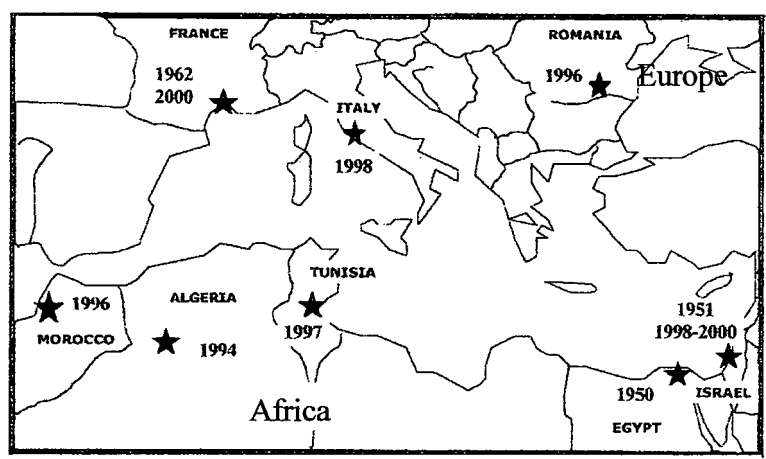 FRANCE
1962
2000
ROMANIA
1996
Europe
ITALY
1998
1996
MOROCCO
ALGERIA
1994
TUNISIA
1997
1951
1998-2000
1950
ISRAEL
EGYPT
Africa